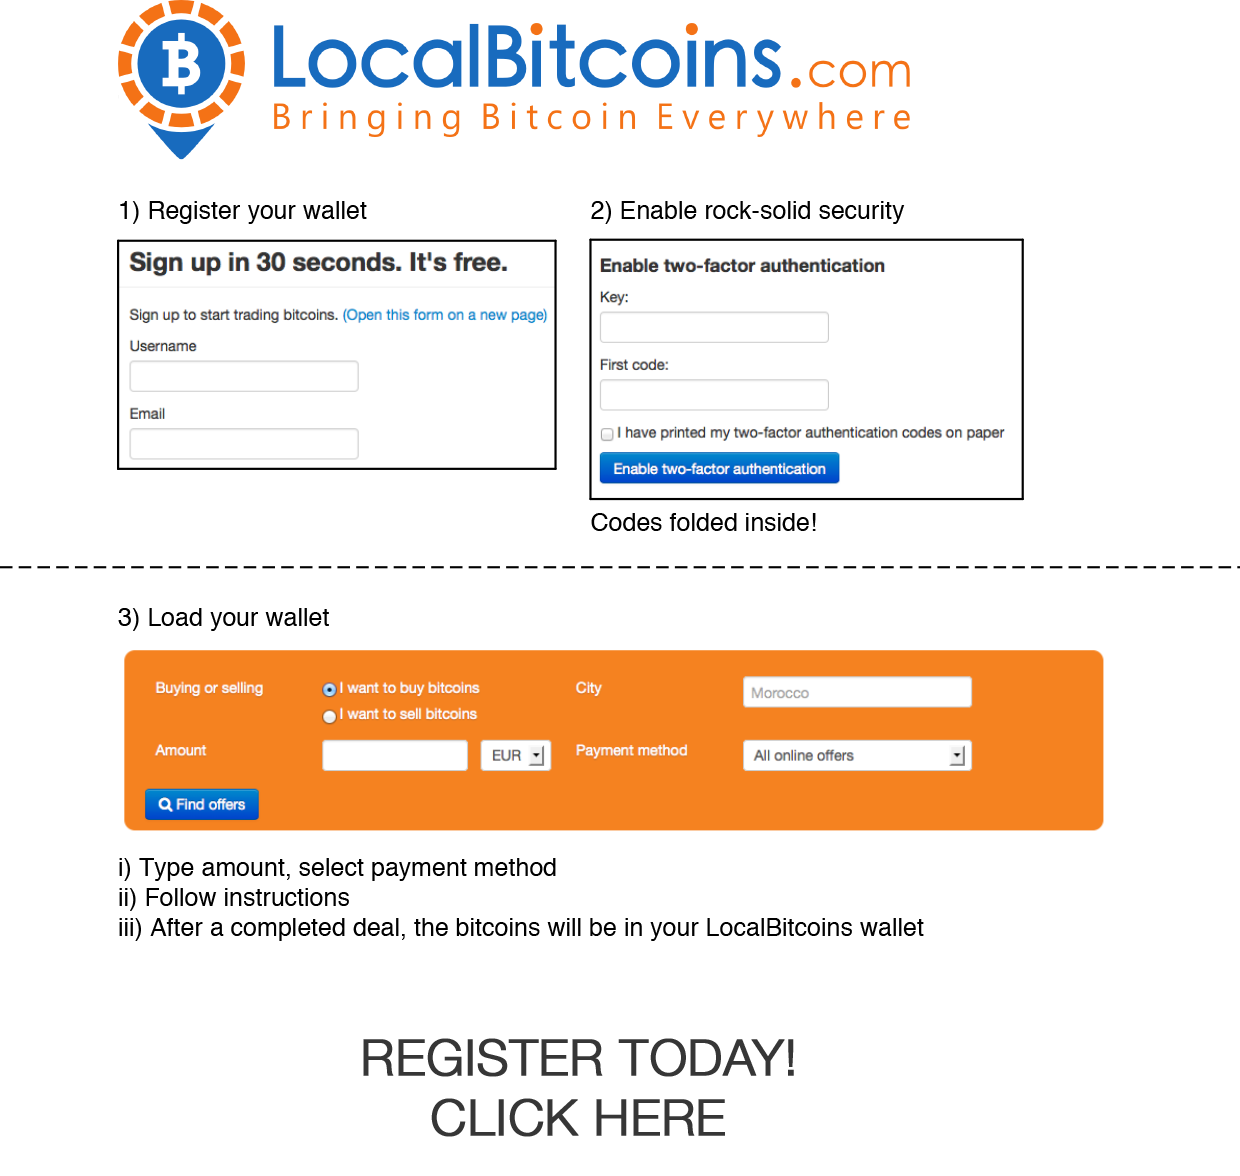 LocalBitcoins.com
Bringing Bitcoin Everywhere
1) Register your wallet
Sign up in 30 seconds. It's free.
Sign up to start trading bitcoins. (Open this form on a new page)
Username
Email
2) Enable rock-solid security
Enable two-factor authentication
Key:
First code:
I have printed my two-factor authentication codes on paper
Enable two-factor authentication
Codes folded inside!
3) Load your wallet
Buying or selling
I want to buy bitcoins
I want to sell bitcoins
City
Morocco
Amount
EUR
Payment method
All online offers
Find offers
i) Type amount, select payment method
ii) Follow instructions
iii) After a completed deal, the bitcoins will be in your LocalBitcoins wallet
REGISTER TODAY!
CLICK HERE